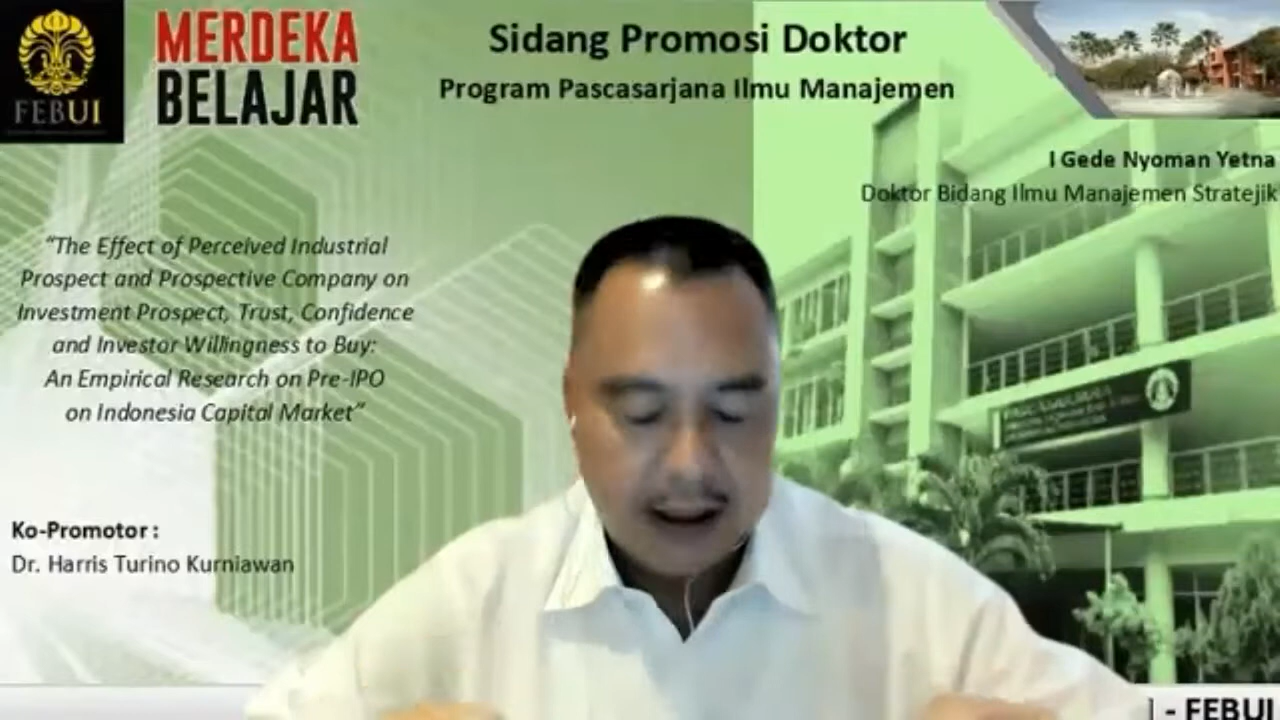 FEBUI
MERDEKA
BELAJAR
Sidang Promosi Doktor
Program Pascasarjana Ilmu Manajemen
I Gede Nyoman Yetna
Doktor Bidang Ilmu Manajemen Stratejik
“The Effect of Perceived Industrial
Prospect and Prospective Company on
Investment Prospect, Trust, Confidence
and Investor Willingness to Buy:
An Empirical Research on Pre-IPO
on Indonesia Capital Market”
Ko-Promotor :
Dr. Harris Turino Kurniawan
- FEBUI